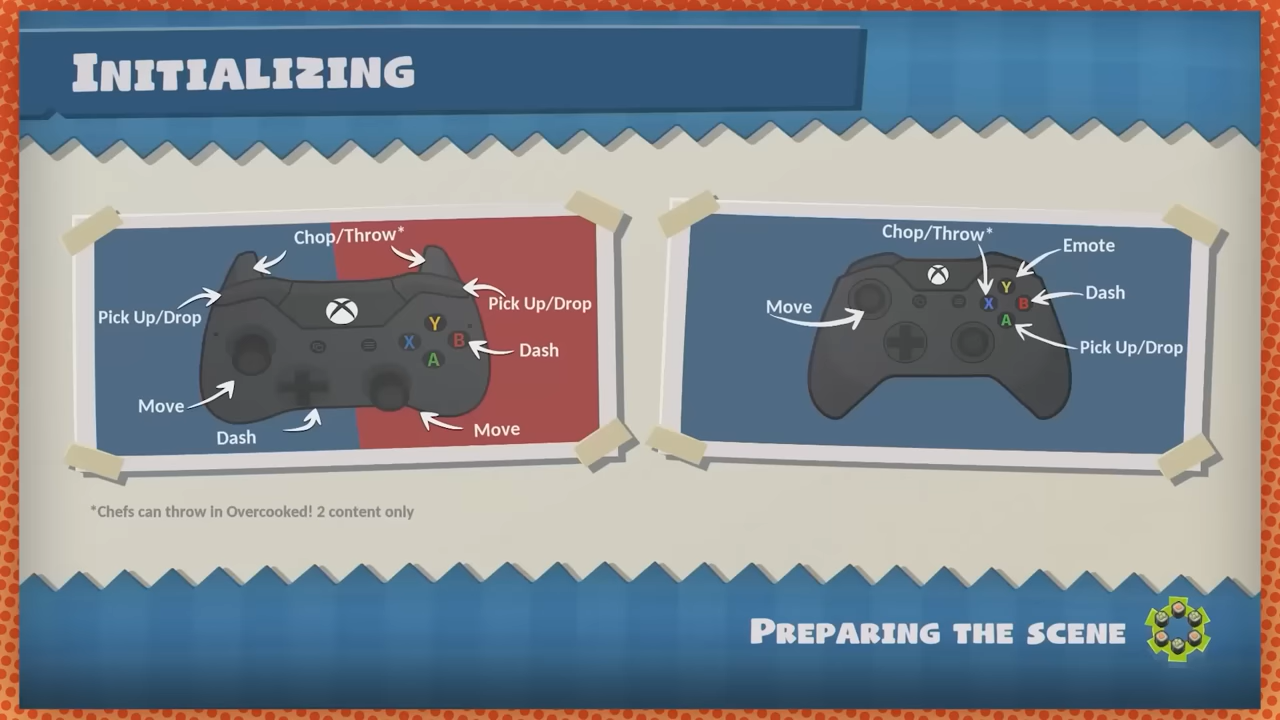 INITIALIZING
Chop/Throw*
Pick Up/Drop
Pick Up/Drop
Y
X
B
A
Dash
Move
Dash
Move
Chop/Throw*
Emote
Y
Dash
X
B
Move
A
Pick Up/Drop
*Chefs can throw in Overcooked! 2 content only
PREPARING THE SCENE